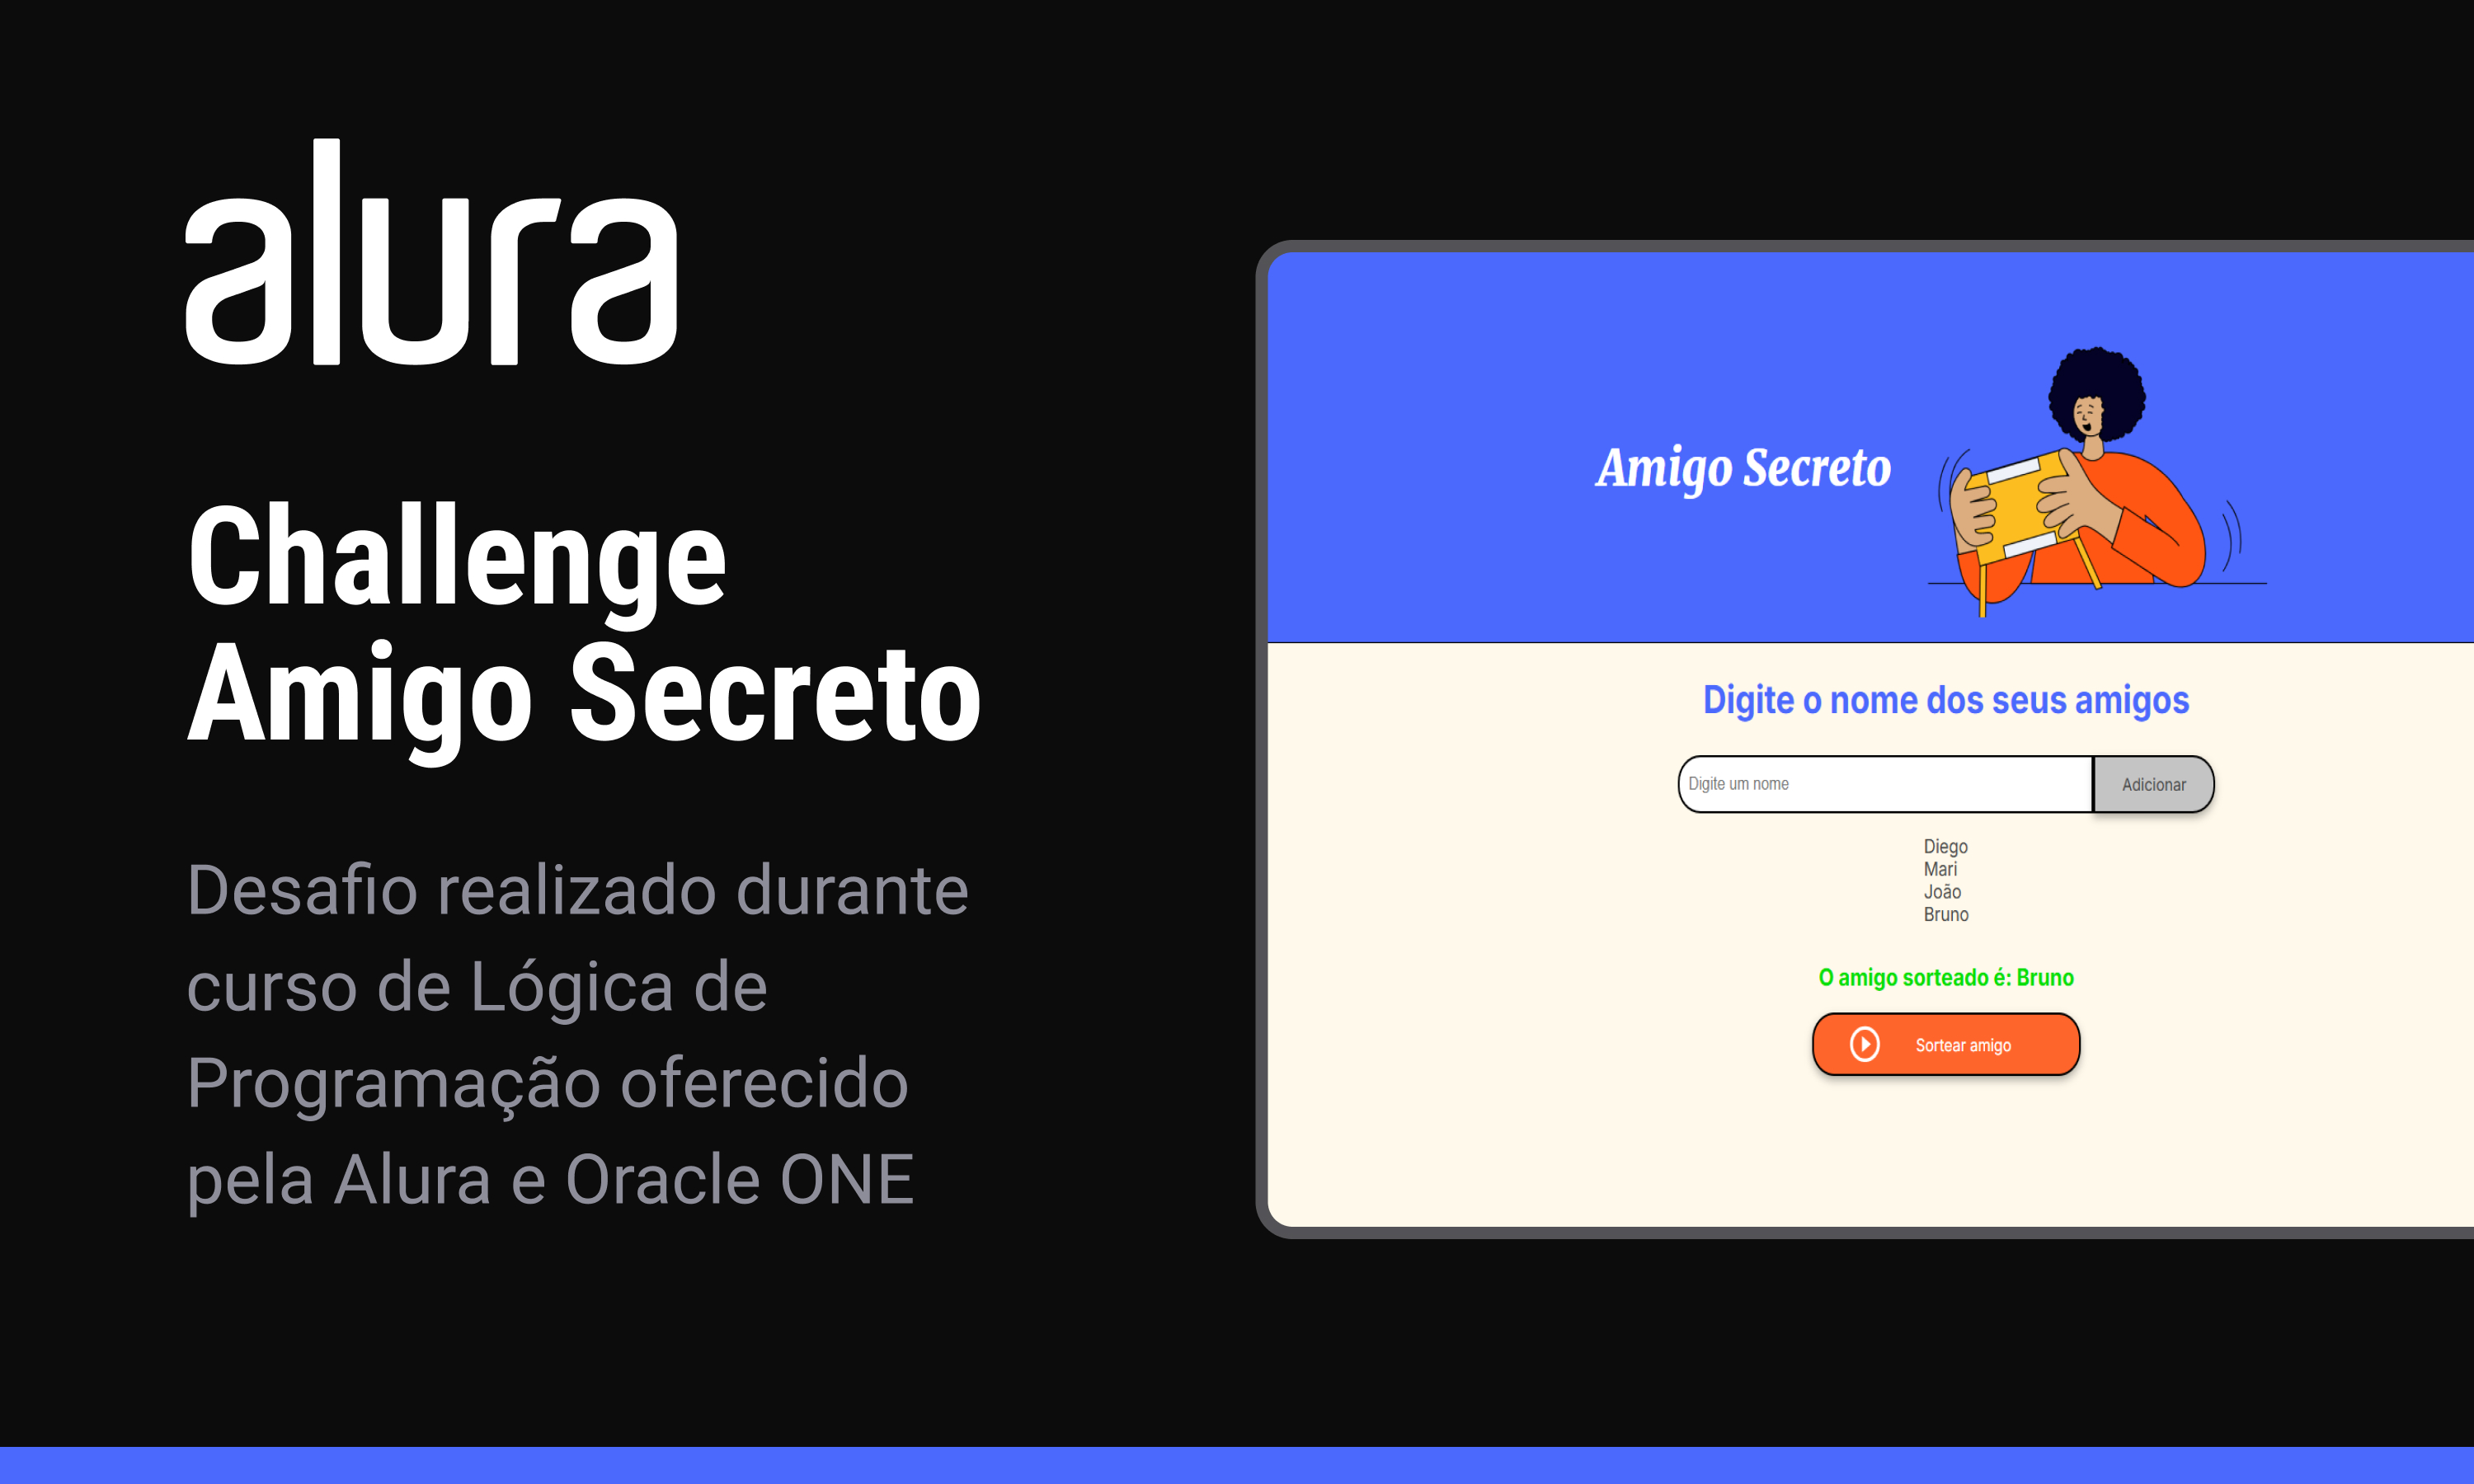 alura
Challenge
Amigo Secreto
Desafio realizado durante
curso de Lógica de
Programação oferecido
pela Alura e Oracle ONE
Amigo Secreto
Digite o nome dos seus amigos
Digite um nome
Adicionar
Diego
Mari
João
Bruno
O amigo sorteado é: Bruno
Sortear amigo